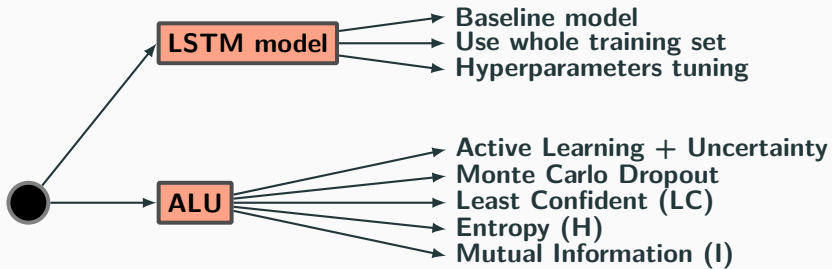 LSTM model
Baseline model
Use whole training set
Hyperparameters tuning
ALU
Active Learning + Uncertainty
Monte Carlo Dropout
Least Confident (LC)
Entropy (H)
Mutual Information (I)